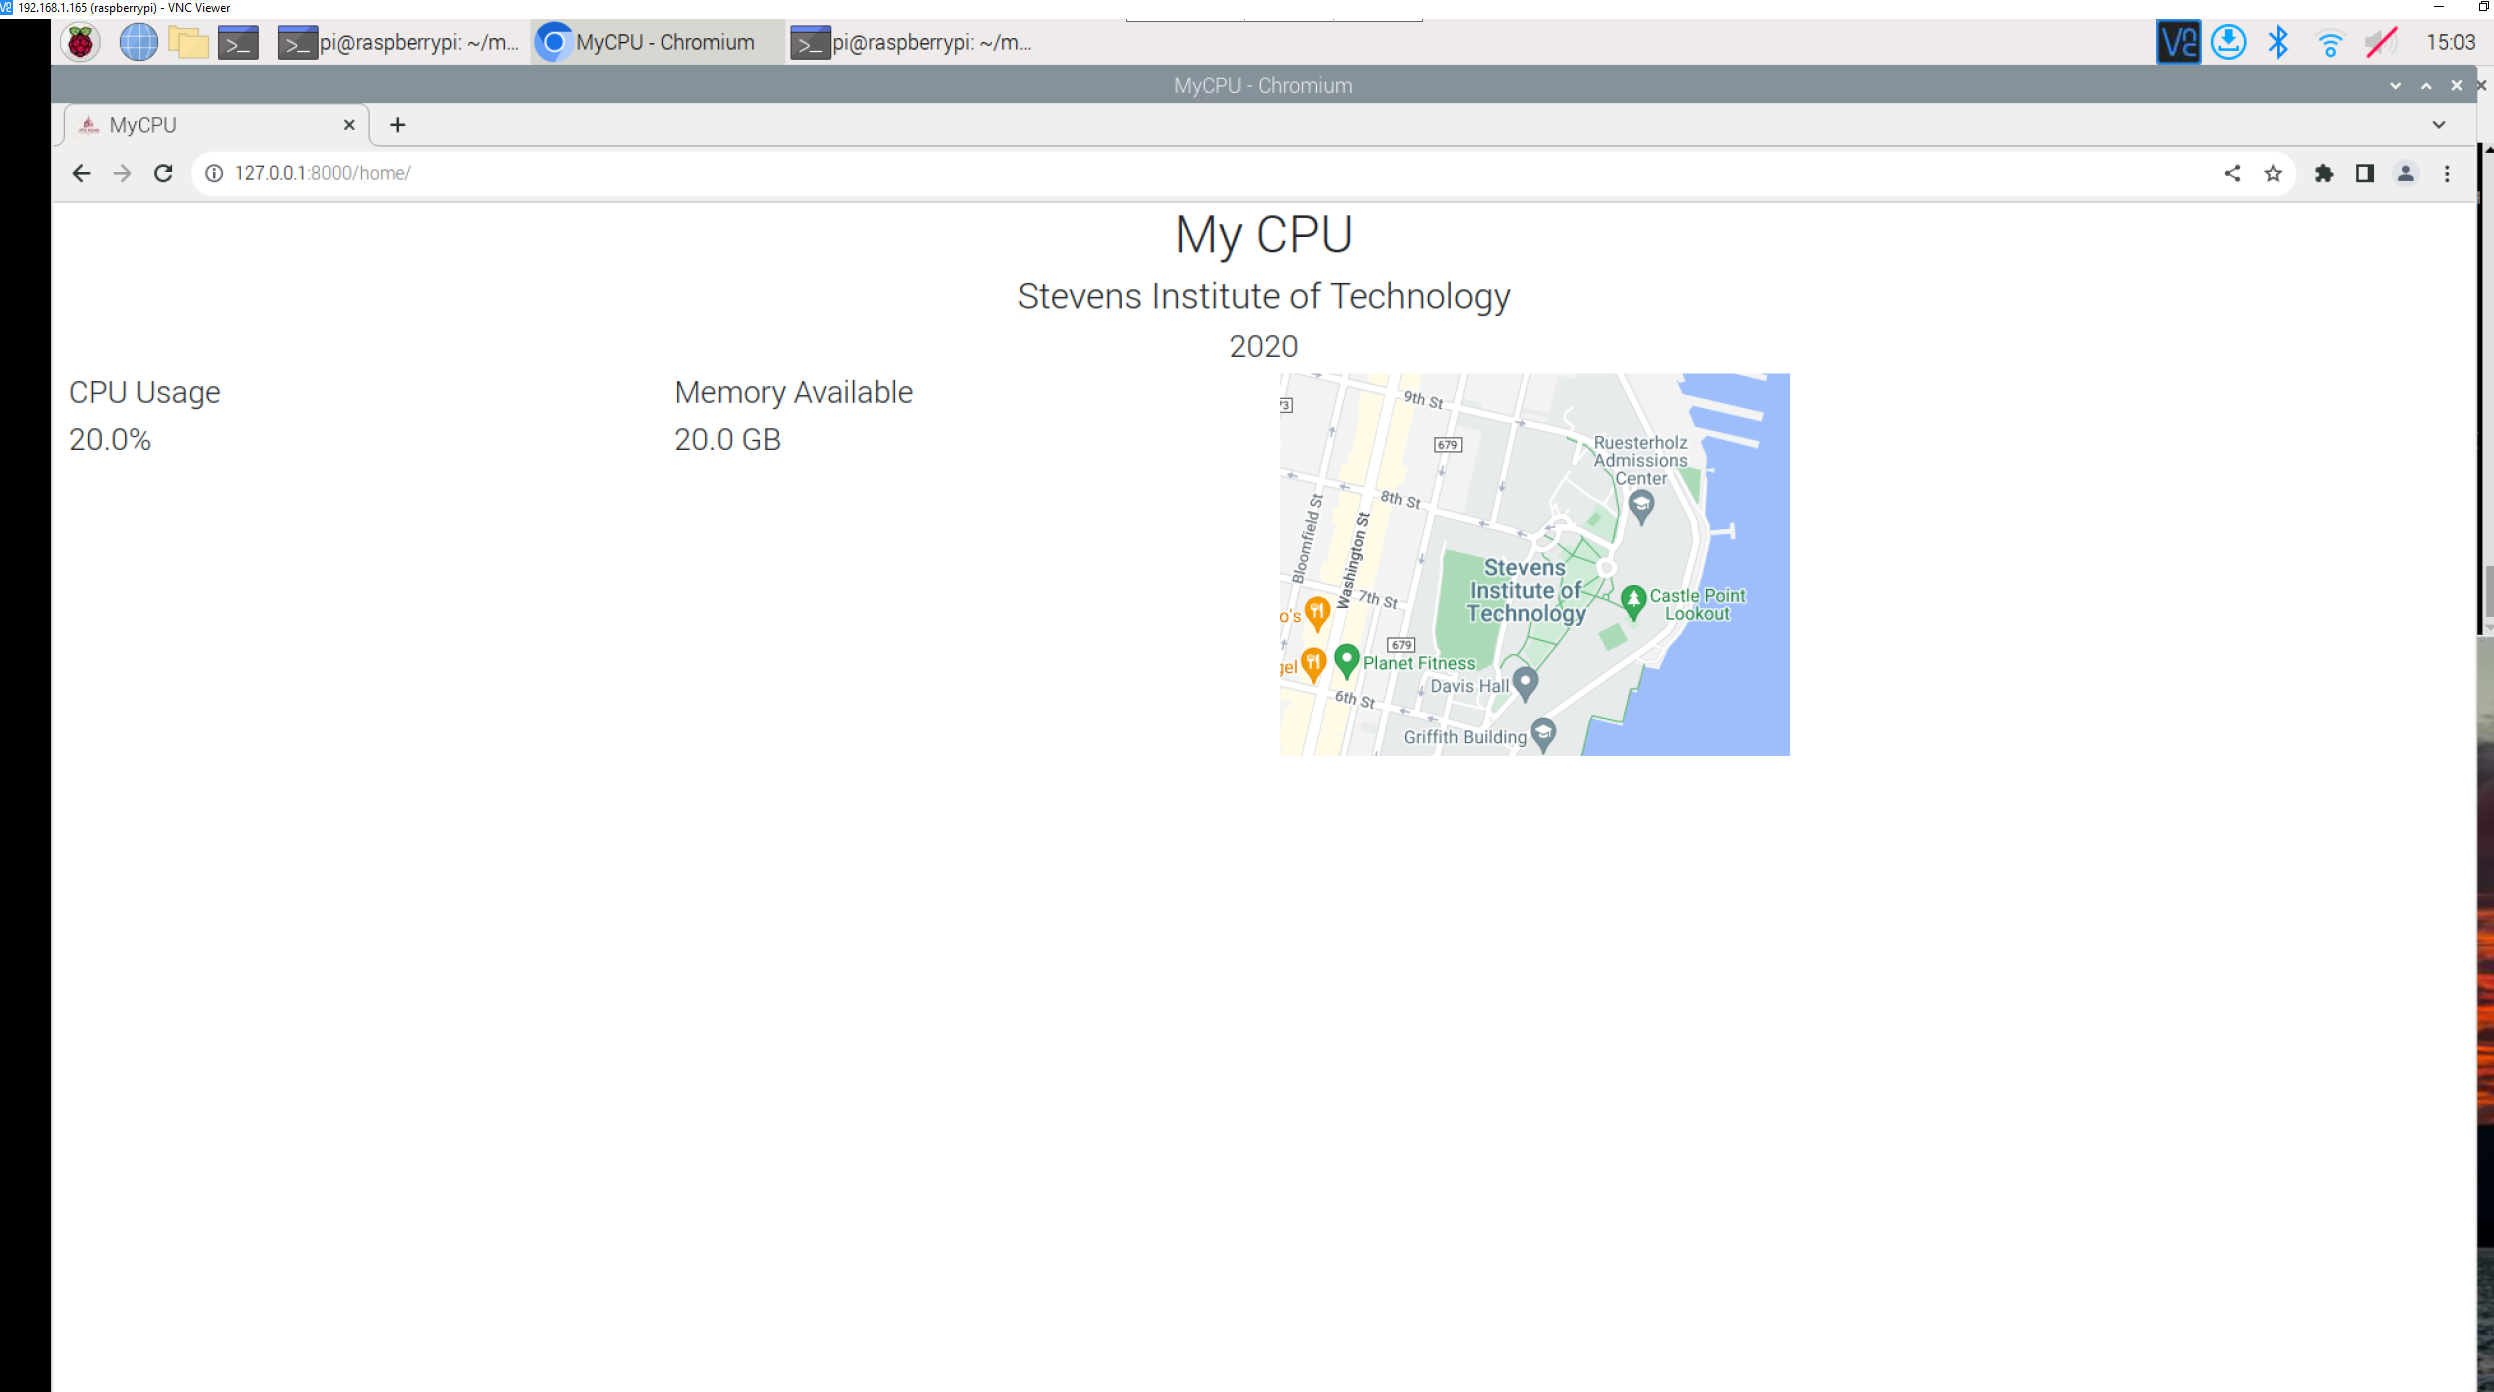 192.168.1.165 (raspberrypi) - VNC Viewer
pi@raspberrypi: ~/m... MyCPU - Chromium pi@raspberrypi: ~/m... 15:03
MyCPU - Chromium
MyCPU
127.0.0.1:8000/home/
My CPU
Stevens Institute of Technology
2020
CPU Usage
20.0%
Memory Available
20.0 GB
9th St
679
Ruesterholz
Admissions
Center
8th St
Bloomfield St
Washington St
Stevens
Institute of
Technology
7th St
Castle Point
Lookout
o's
679
gel
Planet Fitness
Davis Hall
6th St
Griffith Building